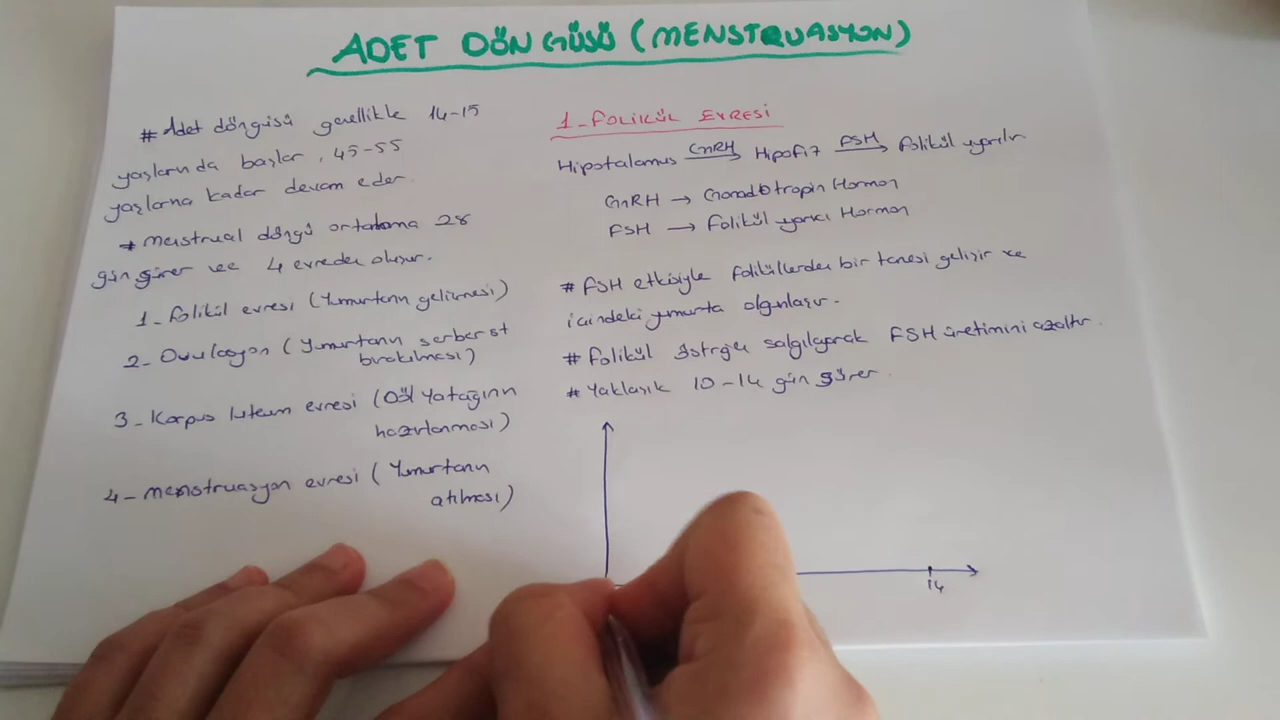 ADET DÖNGÜSÜ (MENSTRUASYON)
# Adet döngüsü genellikle 14-15
yaşlarında başlar, 45-55
yaşlarına kadar devam eder.
* Menstrual döngü ortalama 28
gün sürer ve 4 evreden oluşur.
1- Folikül evresi (Yumurtanın gelişmesi)
2- Ovulasyon (Yumurtanın serbest
bırakılması)
3- Korpus luteum evresi (Döl Yatağının
hazırlanması)
4- menstruasyon evresi (Yumurtanın
atılması)
1- FOLİKÜL EVRESİ
Hipotalamus GnRH → Hipofiz FSH → Folikül uyarılır
GnRH → Gonadotropin Hormon
FSH → Folikül uyarıcı Hormon
# FSH etkisiyle foliküllerden bir tanesi gelişir ve
içindeki yumurta olgunlaşır.
# Folikül östrojen salgılayarak FSH üretimini azaltır.
# Yaklaşık 10-14 gün sürer.
14